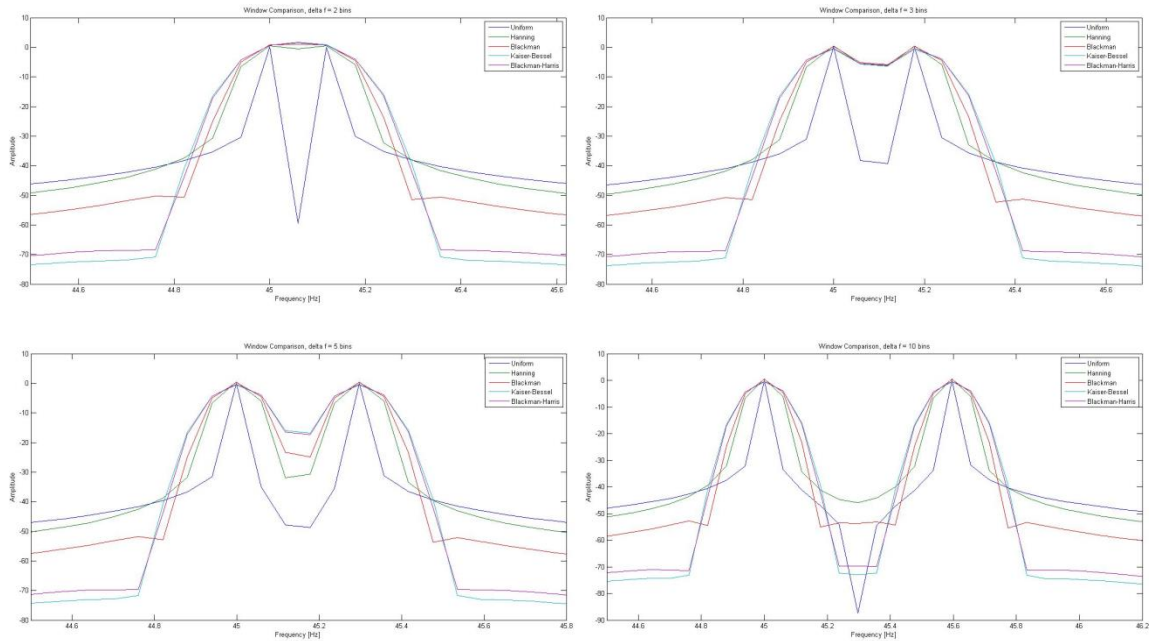 Window Comparison, delta f = 2 bins
10
0
-10
-20
-30
-40
-50
-60
-70
-80
Amplitude
44.6
44.8
45
45.2
45.4
45.6
Frequency [Hz]
Uniform
Hanning
Blackman
Kaiser-Bessel
Blackman-Harris
Window Comparison, delta f = 3 bins
10
0
-10
-20
-30
-40
-50
-60
-70
-80
Amplitude
44.6
44.8
45
45.2
45.4
45.6
Frequency [Hz]
Uniform
Hanning
Blackman
Kaiser-Bessel
Blackman-Harris
Window Comparison, delta f = 5 bins
10
0
-10
-20
-30
-40
-50
-60
-70
-80
Amplitude
44.6
44.8
45
45.2
45.4
45.6
45.8
Frequency [Hz]
Uniform
Hanning
Blackman
Kaiser-Bessel
Blackman-Harris
Window Comparison, delta f = 10 bins
10
0
-10
-20
-30
-40
-50
-60
-70
-80
-90
Amplitude
44.6
44.8
45
45.2
45.4
45.6
45.8
46
46.2
Frequency [Hz]
Uniform
Hanning
Blackman
Kaiser-Bessel
Blackman-Harris